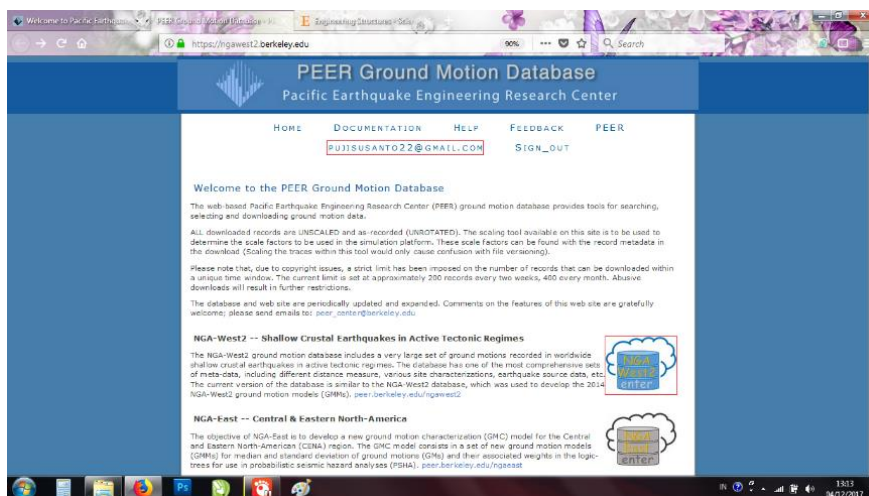 Welcome to Pacific Earthqua
PEER Ground Motion Database
Engineering Structures
https://ngawest2.berkeley.edu
90%
Search
PEER Ground Motion Database
Pacific Earthquake Engineering Research Center
HOME DOCUMENTATION HELP FEEDBACK PEER
PUJISUSANTO22@GMAIL.COM SIGN_OUT
Welcome to the PEER Ground Motion Database
The web-based Pacific Earthquake Engineering Research Center (PEER) ground motion database provides tools for searching,
selecting and downloading ground motion data.
ALL downloaded records are UNSCALED and as-recorded (UNROTATED). The scaling tool available on this site is to be used to
determine the scale factors to be used in the simulation platform. These scale factors can be found with the record metadata in
the download (Scaling the traces within this tool would only cause confusion with file versioning).
Please note that, due to copyright issues, a strict limit has been imposed on the number of records that can be downloaded within
a unique time window. The current limit is set at approximately 200 records every two weeks, 400 every month. Abusive
downloads will result in further restrictions.
The database and web site are periodically updated and expanded. Comments on the features of this web site are gratefully
welcome; please send emails to: peer_center@berkeley.edu
NGA-West2 -- Shallow Crustal Earthquakes in Active Tectonic Regimes
The NGA-West2 ground motion database includes a very large set of ground motions recorded in worldwide
shallow crustal earthquakes in active tectonic regimes. The database has one of the most comprehensive sets
of meta-data, including different distance measure, various site characterizations, earthquake source data, etc.
The current version of the database is similar to the NGA-West2 database, which was used to develop the 2014
NGA-West2 ground motion models (GMMs). peer.berkeley.edu/ngawest2
NGA
West2
enter
NGA-East -- Central & Eastern North-America
The objective of NGA-East is to develop a new ground motion characterization (GMC) model for the Central
and Eastern North-American (CENA) region. The GMC model consists in a set of new ground motion models
(GMMs) for median and standard deviation of ground motions (GMs) and their associated weights in the logic-
trees for use in probabilistic seismic hazard analyses (PSHA). peer.berkeley.edu/ngaeast
enter
Ps
IN
13:13
04/12/2017